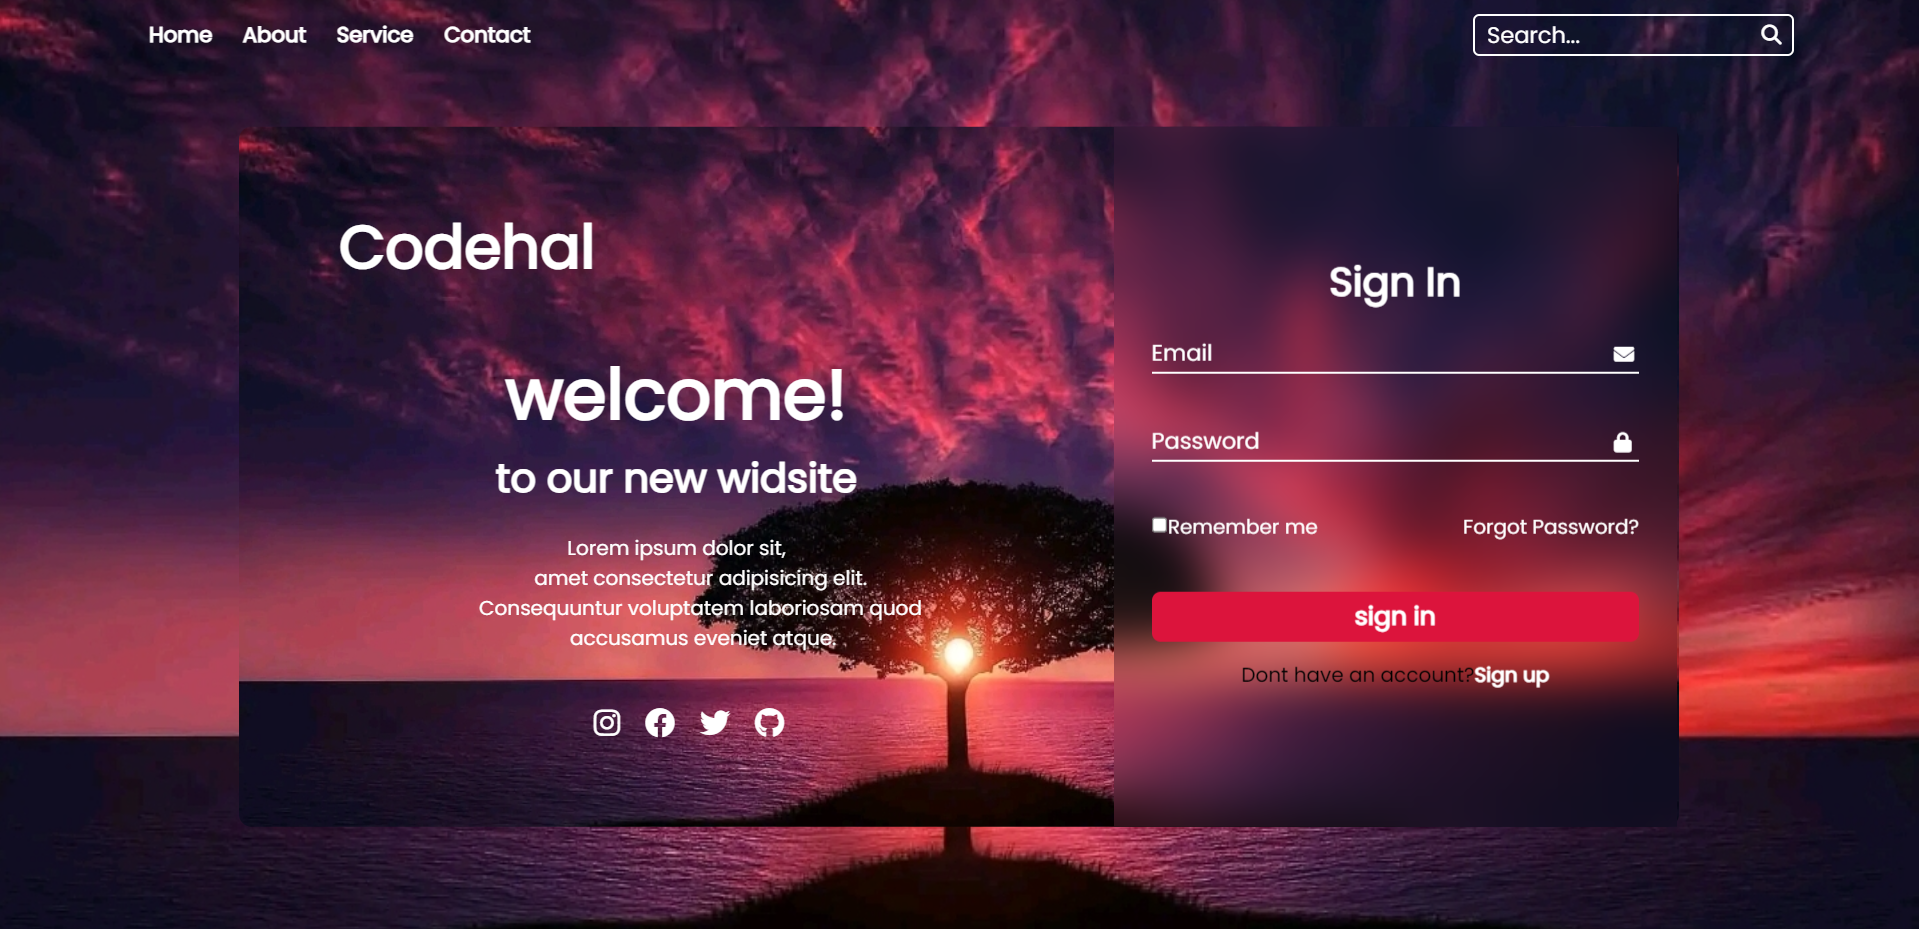 Home About Service Contact Search...
Codehal
welcome!
to our new widsite
Lorem ipsum dolor sit,
amet consectetur adipisicing elit.
Consequuntur voluptatem laboriosam quod
accusamus eveniet atque.
Sign In
Email
Password
Remember me Forgot Password?
sign in
Dont have an account?Sign up